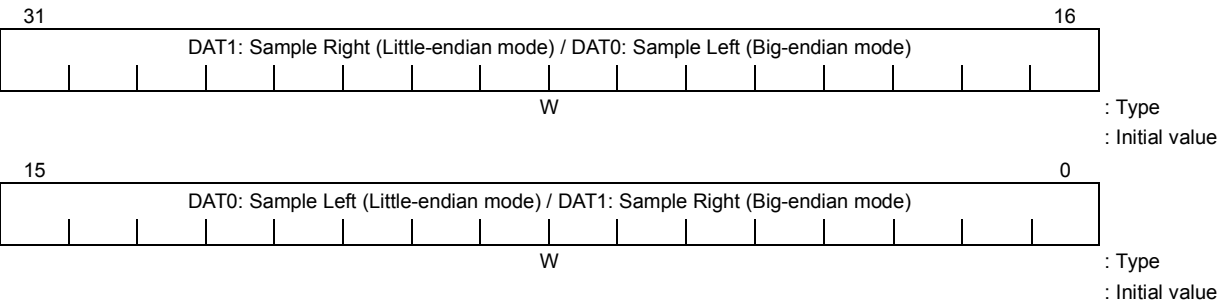 31 16
DAT1: Sample Right (Little-endian mode) / DAT0: Sample Left (Big-endian mode)
W : Type
: Initial value
15 0
DAT0: Sample Left (Little-endian mode) / DAT1: Sample Right (Big-endian mode)
W : Type
: Initial value